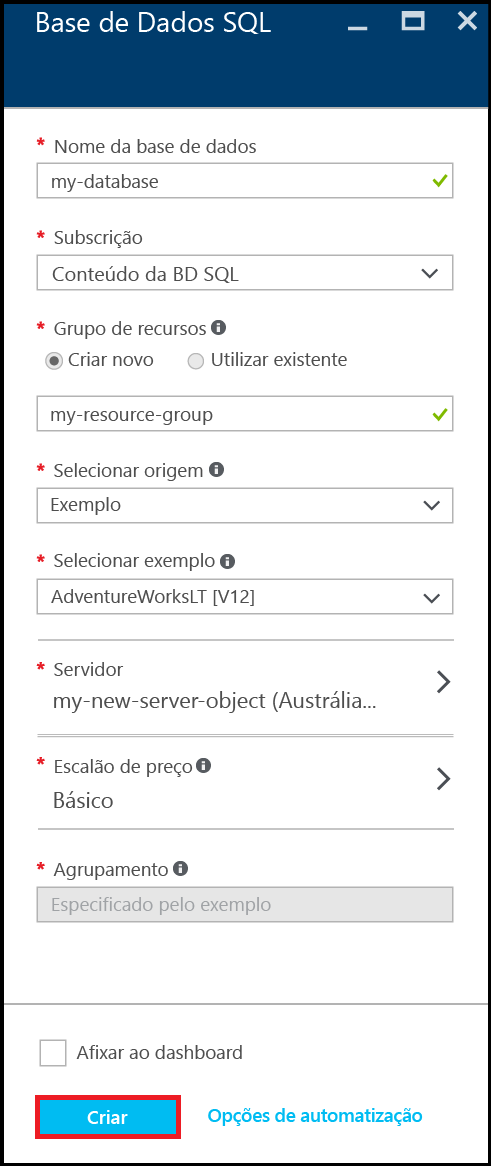 Base de Dados SQL
* Nome da base de dados
my-database
* Subscrição
Conteúdo da BD SQL
* Grupo de recursos
Criar novo Utilizar existente
my-resource-group
* Selecionar origem
Exemplo
* Selecionar exemplo
AdventureWorksLT [V12]
* Servidor
my-new-server-object (Austrália...
* Escalão de preço
Básico
* Agrupamento
Especificado pelo exemplo
Afixar ao dashboard
Criar Opções de automatização